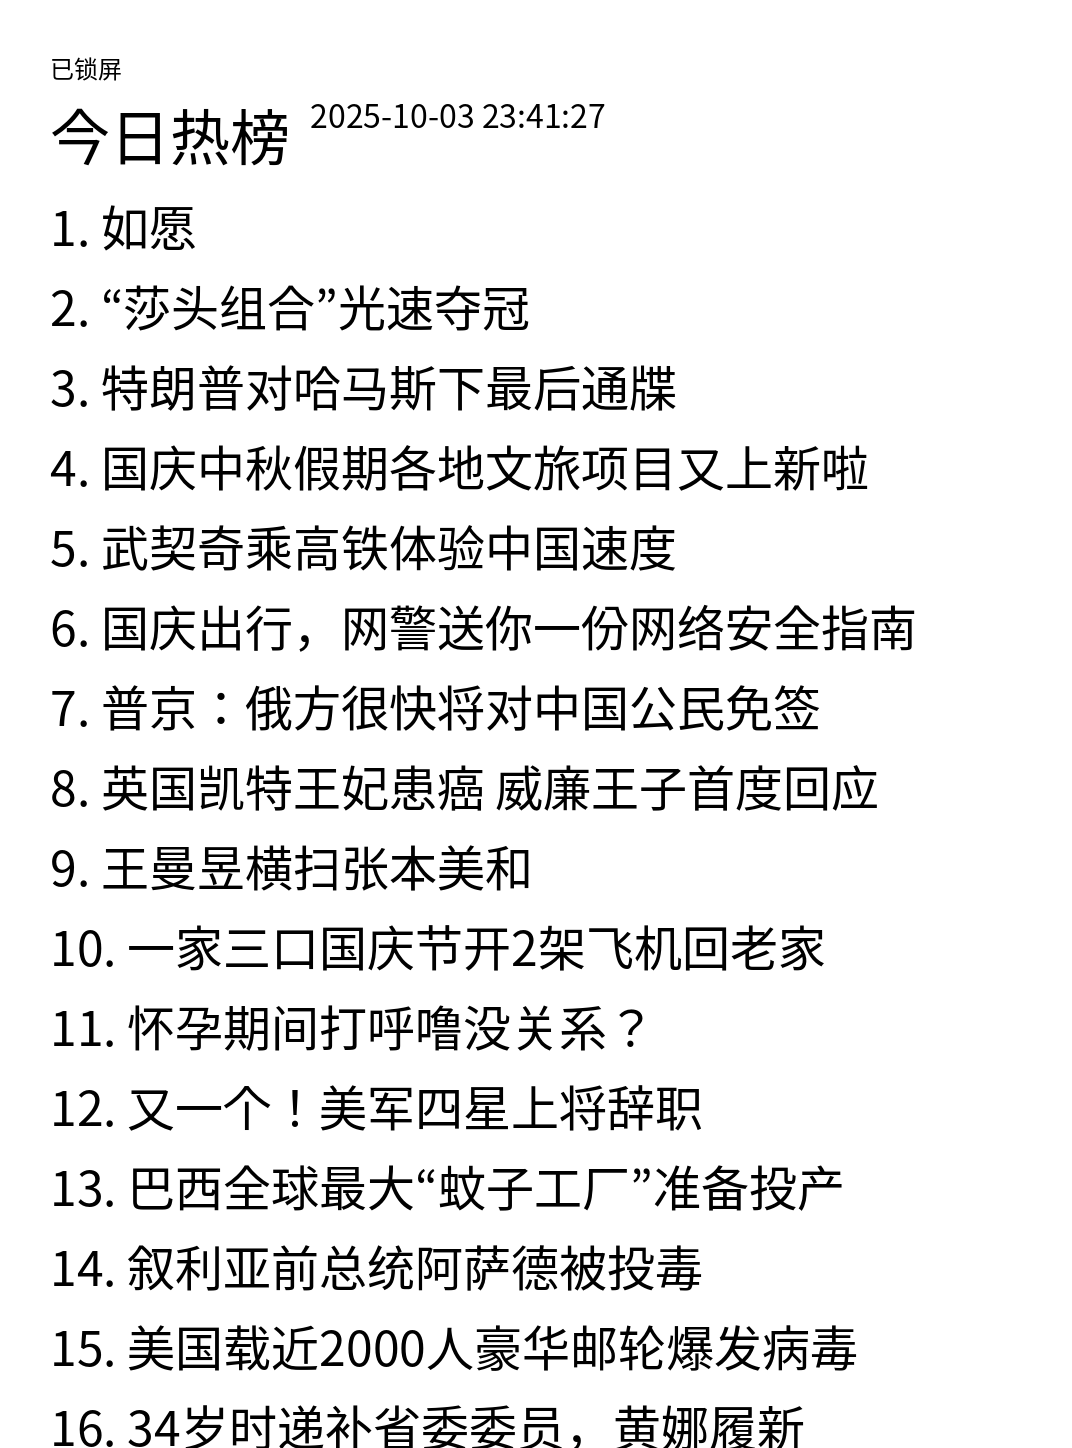 已锁屏
今日热榜 2025-10-03 23:41:27
1. 如愿
2. “莎头组合”光速夺冠
3. 特朗普对哈马斯下最后通牒
4. 国庆中秋假期各地文旅项目又上新啦
5. 武契奇乘高铁体验中国速度
6. 国庆出行，网警送你一份网络安全指南
7. 普京：俄方很快将对中国公民免签
8. 英国凯特王妃患癌 威廉王子首度回应
9. 王曼昱横扫张本美和
10. 一家三口国庆节开2架飞机回老家
11. 怀孕期间打呼噜没关系？
12. 又一个！美军四星上将辞职
13. 巴西全球最大“蚊子工厂”准备投产
14. 叙利亚前总统阿萨德被投毒
15. 美国载近2000人豪华邮轮爆发病毒
16. 34岁时递补省委委员，黄娜履新